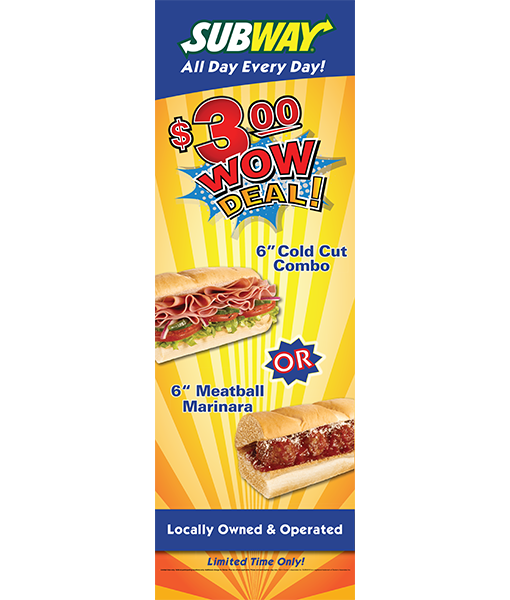 SUBWAY
All Day Every Day!
$3.00
WOW
DEAL!
6" Cold Cut
Combo
OR
6" Meatball
Marinara
Locally Owned & Operated
Limited Time Only!